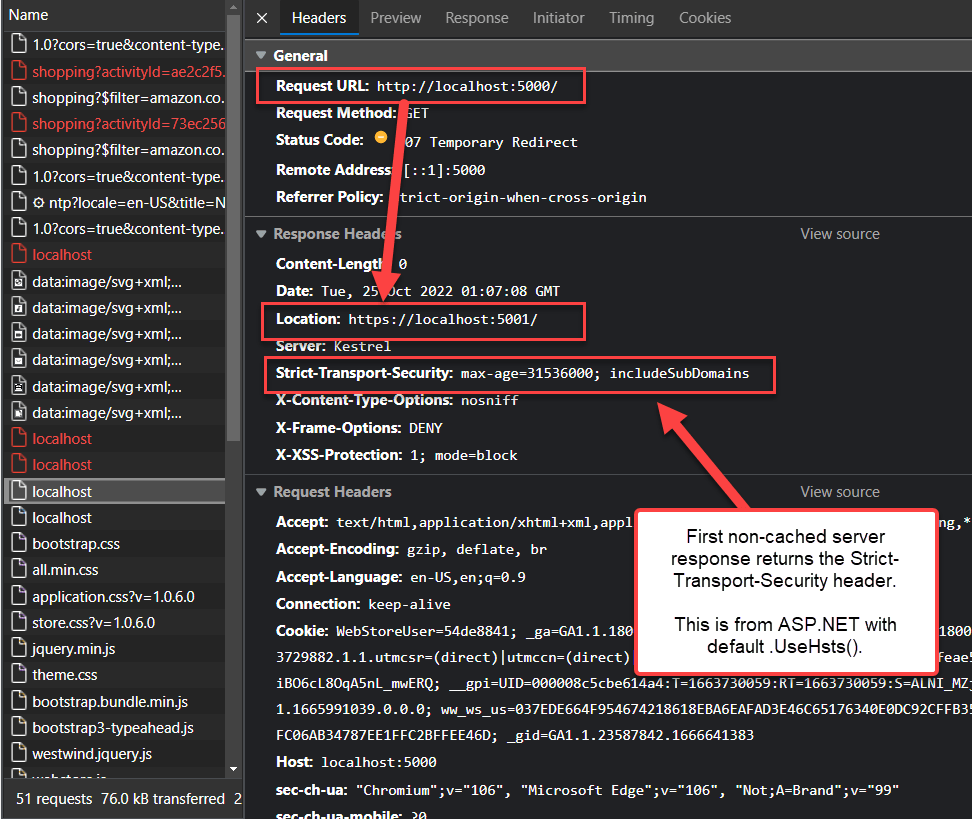 Name
1.0?cors=true&content-type.
shopping?activityId=ae2c2f5.
shopping?$filter=amazon.co.
shopping?activityId=73ec256
shopping?$filter=amazon.co.
1.0?cors=true&content-type.
ntp?locale=en-US&title=N
1.0?cors=true&content-type.
localhost
data:image/svg+xml;...
data:image/svg+xml;...
data:image/svg+xml;...
data:image/svg+xml;...
data:image/svg+xml;...
data:image/svg+xml;...
localhost
localhost
localhost
localhost
bootstrap.css
all.min.css
application.css?v=1.0.6.0
store.css?v=1.0.6.0
jquery.min.js
theme.css
bootstrap.bundle.min.js
bootstrap3-typeahead.js
westwind.jquery.js
51 requests 76.0 kB transferred 2
Headers Preview Response Initiator Timing Cookies
General
Request URL: http://localhost:5000/
Request Method: GET
Status Code: 07 Temporary Redirect
Remote Address: [::1]:5000
Referrer Policy: trict-origin-when-cross-origin
Response Headers View source
Content-Length: 0
Date: Tue, 25 Oct 2022 01:07:08 GMT
Location: https://localhost:5001/
Server: Kestrel
Strict-Transport-Security: max-age=31536000; includeSubDomains
X-Content-Type-Options: nosniff
X-Frame-Options: DENY
X-XSS-Protection: 1; mode=block
Request Headers View source
Accept: text/html,application/xhtml+xml,appl ng,*
Accept-Encoding: gzip, deflate, br
Accept-Language: en-US,en;q=0.9
Connection: keep-alive
Cookie: WebStoreUser=54de8841; _ga=GA1.1.180 1800
3729882.1.1.utmcsr=(direct)|utmccn=(direct) feae5
iBO6cL8OqA5nL_mwERQ; __gpi=UID=000008c5cbe614a4:T=1663730059:RT=1663730059:S=ALNI_MZj
1.1665991039.0.0.0; ww_ws_us=037EDE664F954674218618EBA6EAFAD3E46C65176340E0DC92CFFB35
FC06AB34787EE1FFC2BFFEE46D; _gid=GA1.1.23587842.1666641383
Host: localhost:5000
sec-ch-ua: "Chromium";v="106", "Microsoft Edge";v="106", "Not;A=Brand";v="99"
sec-ch-ua-mobile: ?0
First non-cached server
response returns the Strict-
Transport-Security header.
This is from ASP.NET with
default .UseHsts().